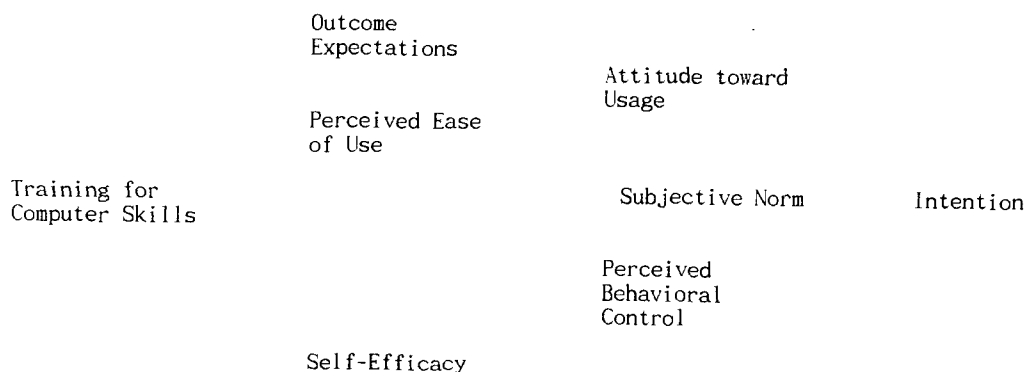 Outcome
Expectations
Attitude toward
Usage
Perceived Ease
of Use
Training for
Computer Skills
Subjective Norm
Intention
Perceived
Behavioral
Control
Self-Efficacy